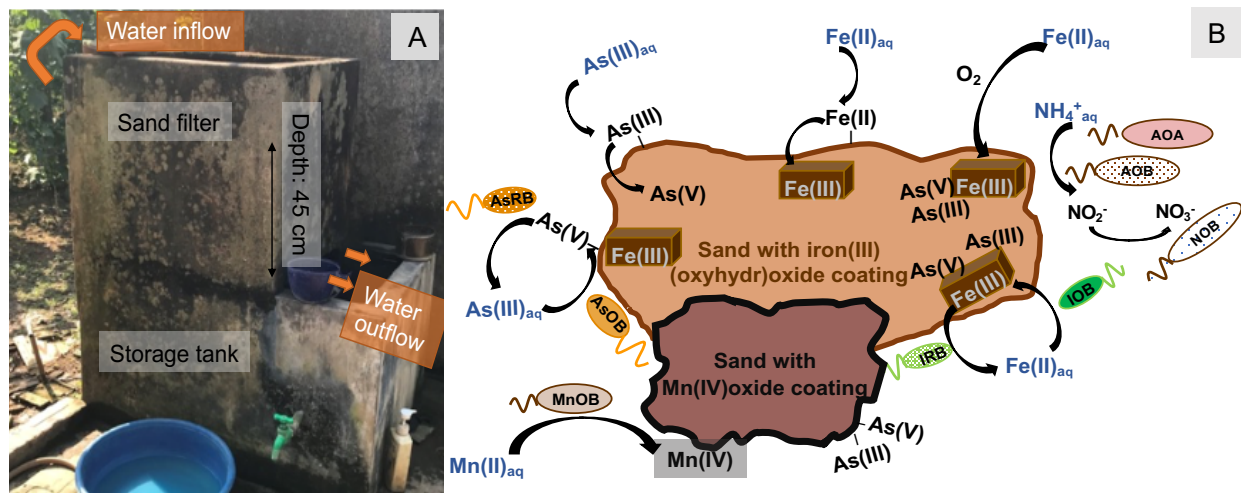 A
Water inflow
Sand filter
Depth: 45 cm
Water
outflow
Storage tank
B
As(III)aq
Fe(II)aq
Fe(II)aq
O2
NH4+aq
As(III)
Fe(II)
AOA
AOB
As(V)
Fe(III)
As(V)
Fe(III)
As(III)
NO2-
NO3-
NOB
AsRB
As(V)
Fe(III)
Sand with iron(III)
(oxyhydr)oxide coating
As(III)
As(V)
Fe(III)
IOB
As(III)aq
AsOB
Sand with
Mn(IV)oxide
coating
IRB
Fe(II)aq
MnOB
Mn(II)aq
Mn(IV)
As(V)
As(III)